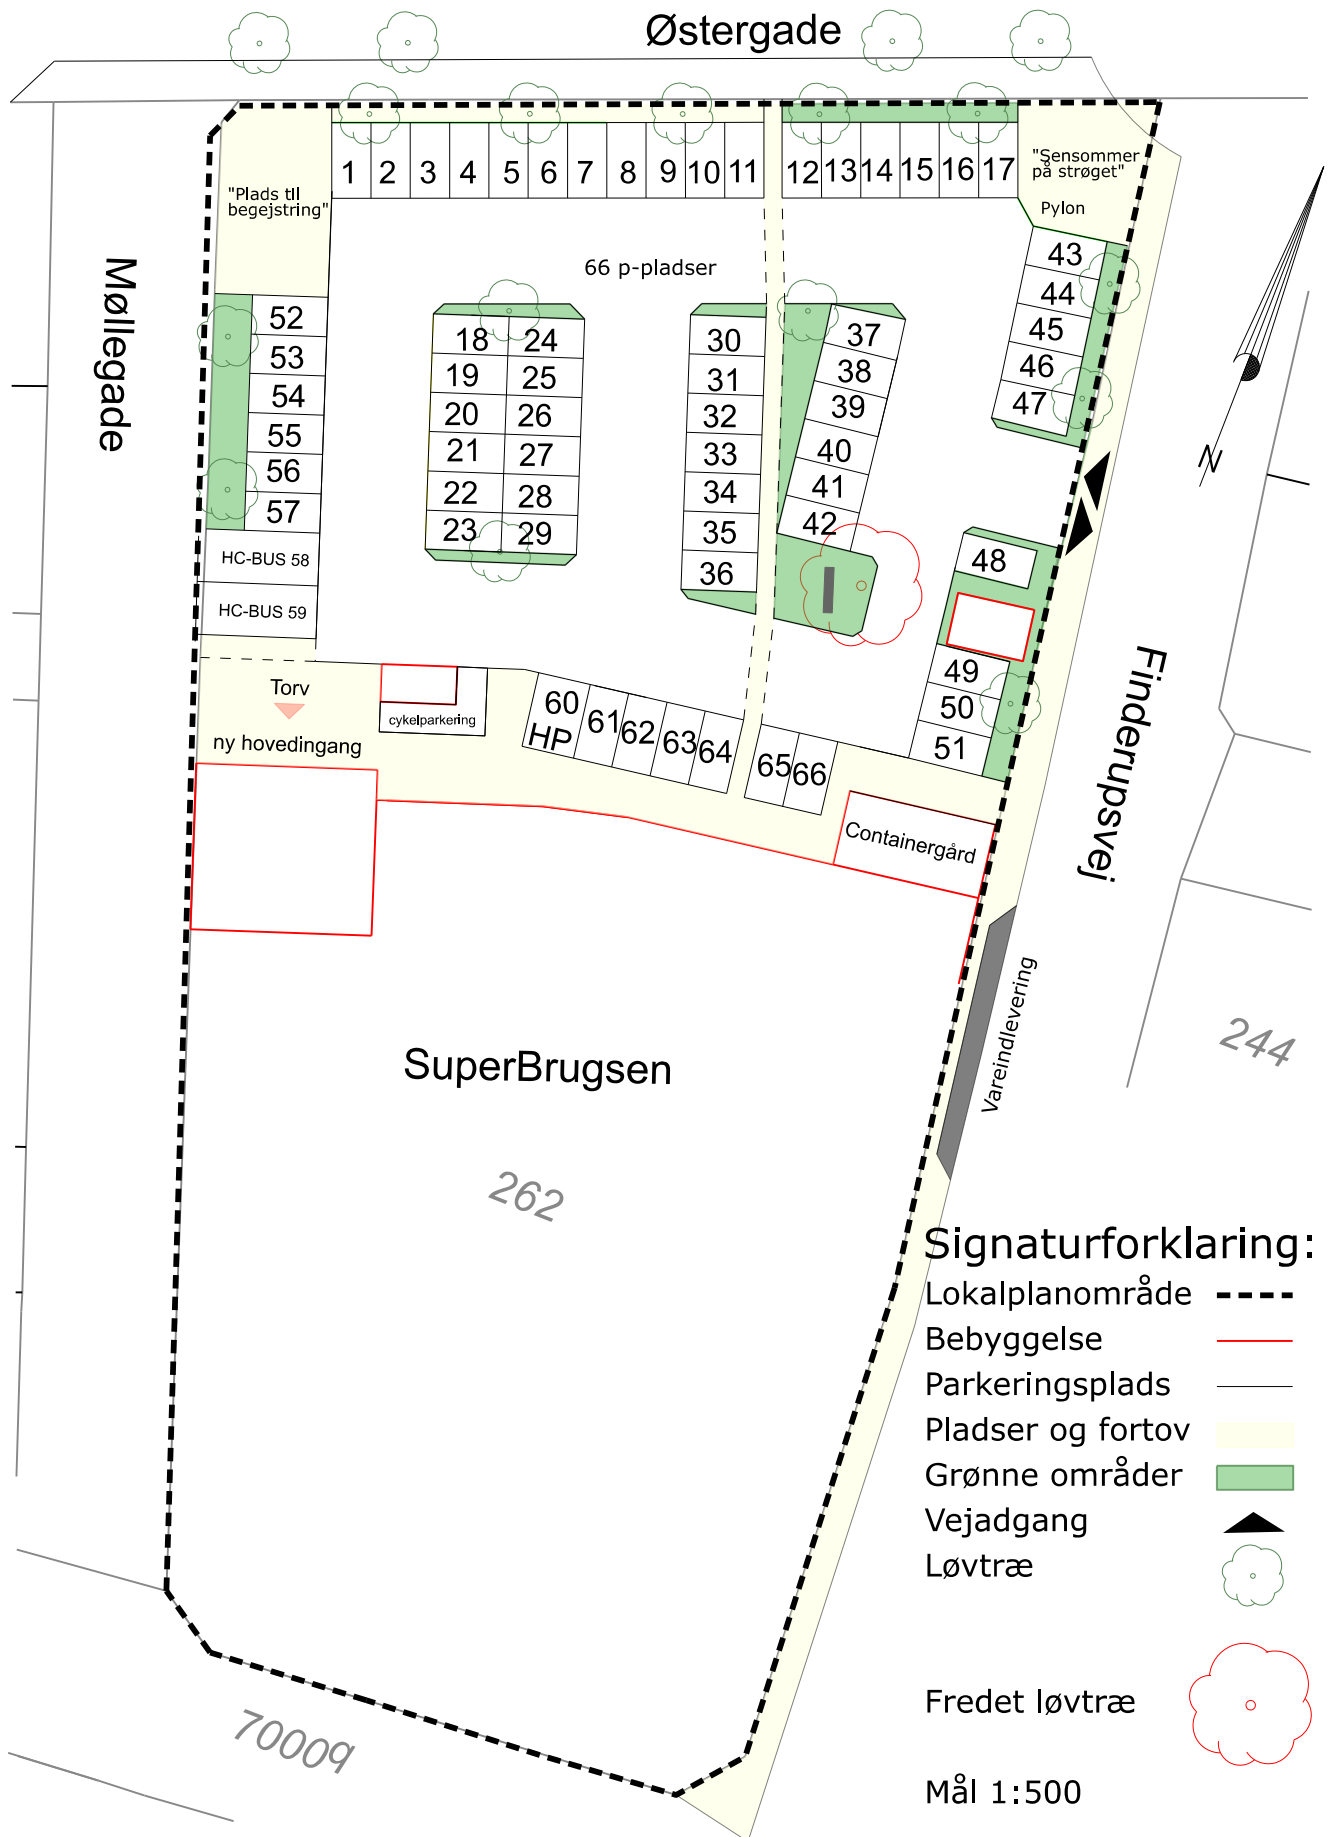 Østergade
1 2 3 4 5 6 7 8 9 10 11 12 13 14 15 16 17
"Sensommer
på strøget"
Pylon
"Plads til
begejstring"
Møllegade
66 p-pladser
43
44
45
46
47
52
53
54
55
56
57
HC-BUS 58
HC-BUS 59
18 24
19 25
20 26
21 27
22 28
23 29
30
31
32
33
34
35
36
37
38
39
40
41
42
N
48
49
50
51
Finderupsvej
Torv
ny hovedingang
cykelparkering
60
HP
61 62 63 64 65 66
Containergård
Vareindlevering
SuperBrugsen
262
244
7000q
Signaturforklaring:
Lokalplanområde
Bebyggelse
Parkeringsplads
Pladser og fortov
Grønne områder
Vejadgang
Løvtræ
Fredet løvtræ
Mål 1:500